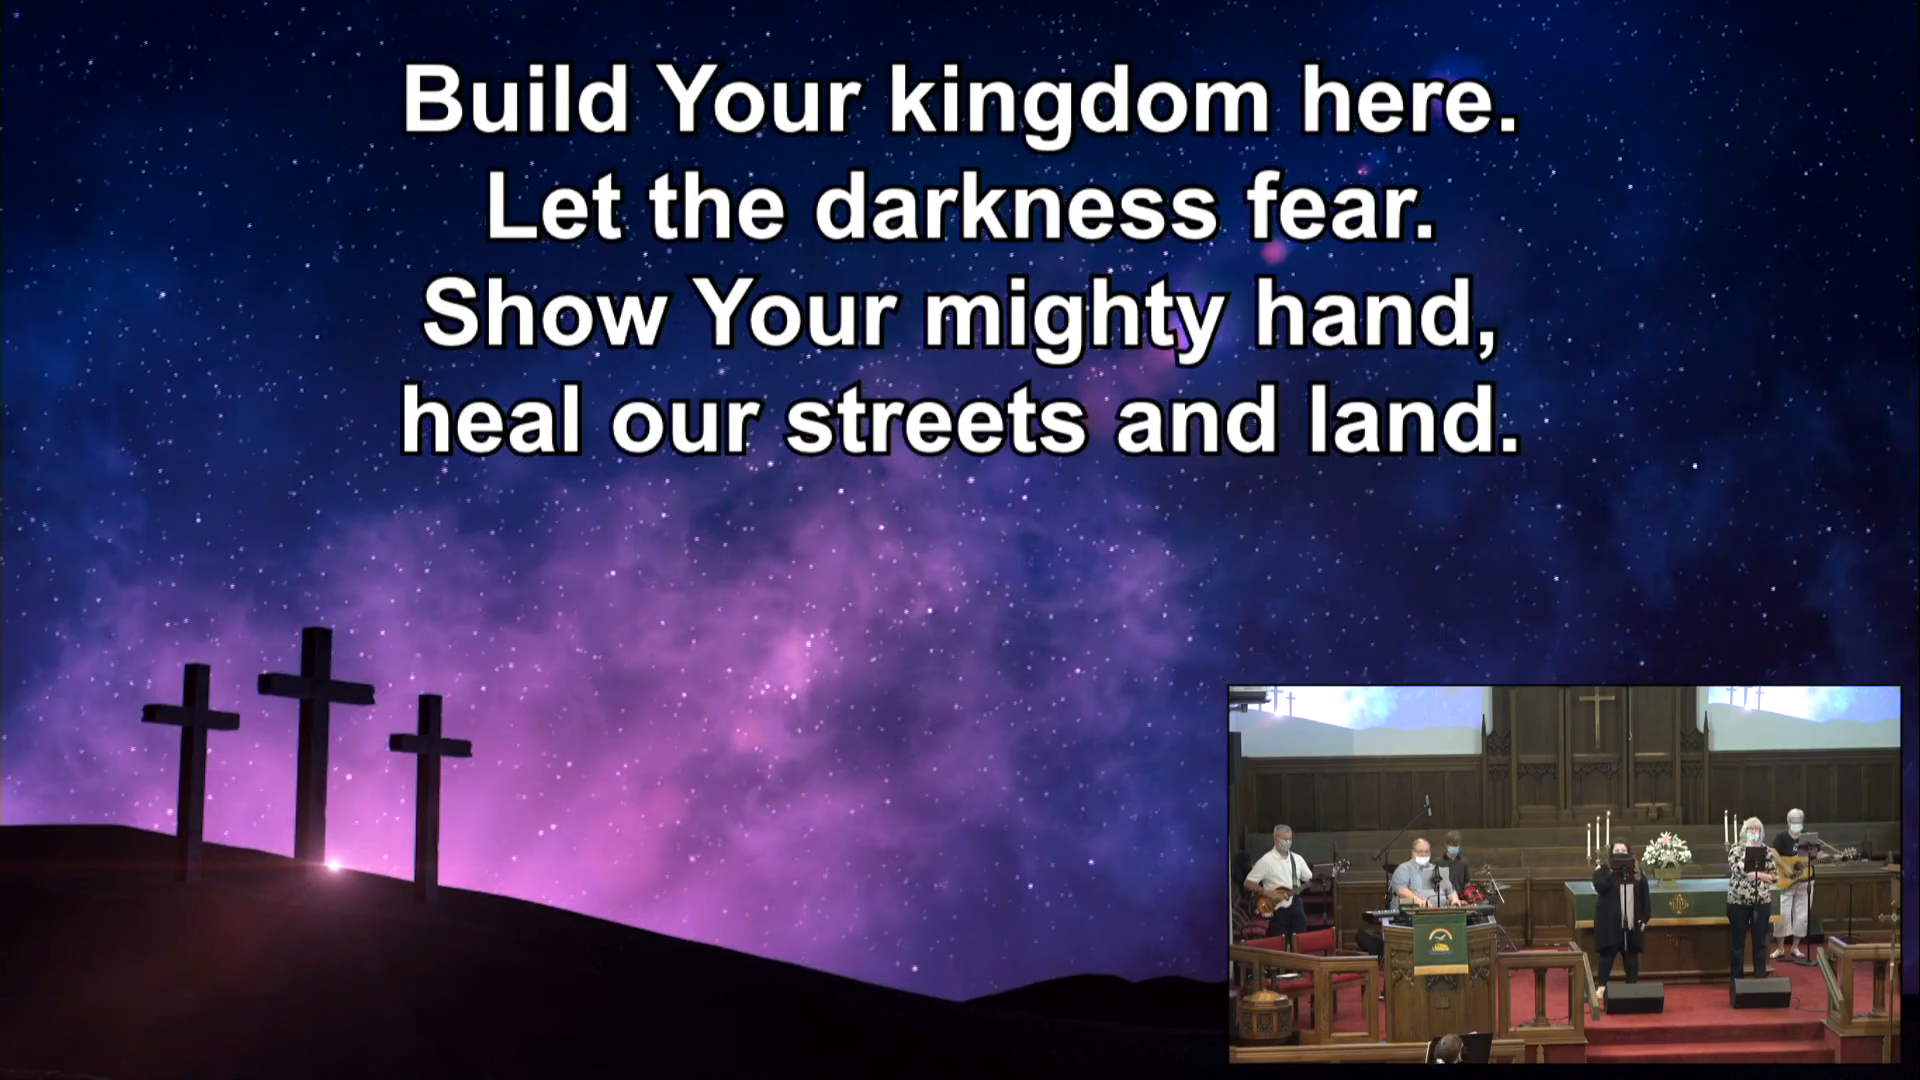 Build Your kingdom here.
Let the darkness fear.
Show Your mighty hand,
heal our streets and land.